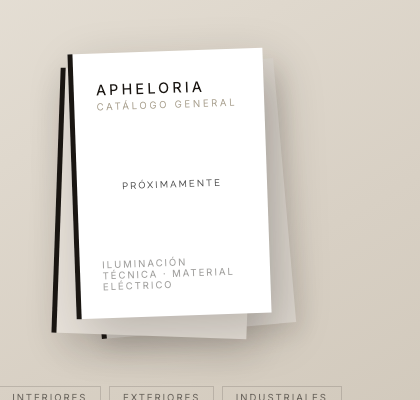 APHELORIA
CATÁLOGO GENERAL
PRÓXIMAMENTE
ILUMINACIÓN
TÉCNICA · MATERIAL
ELÉCTRICO
INTERIORES EXTERIORES INDUSTRIALES